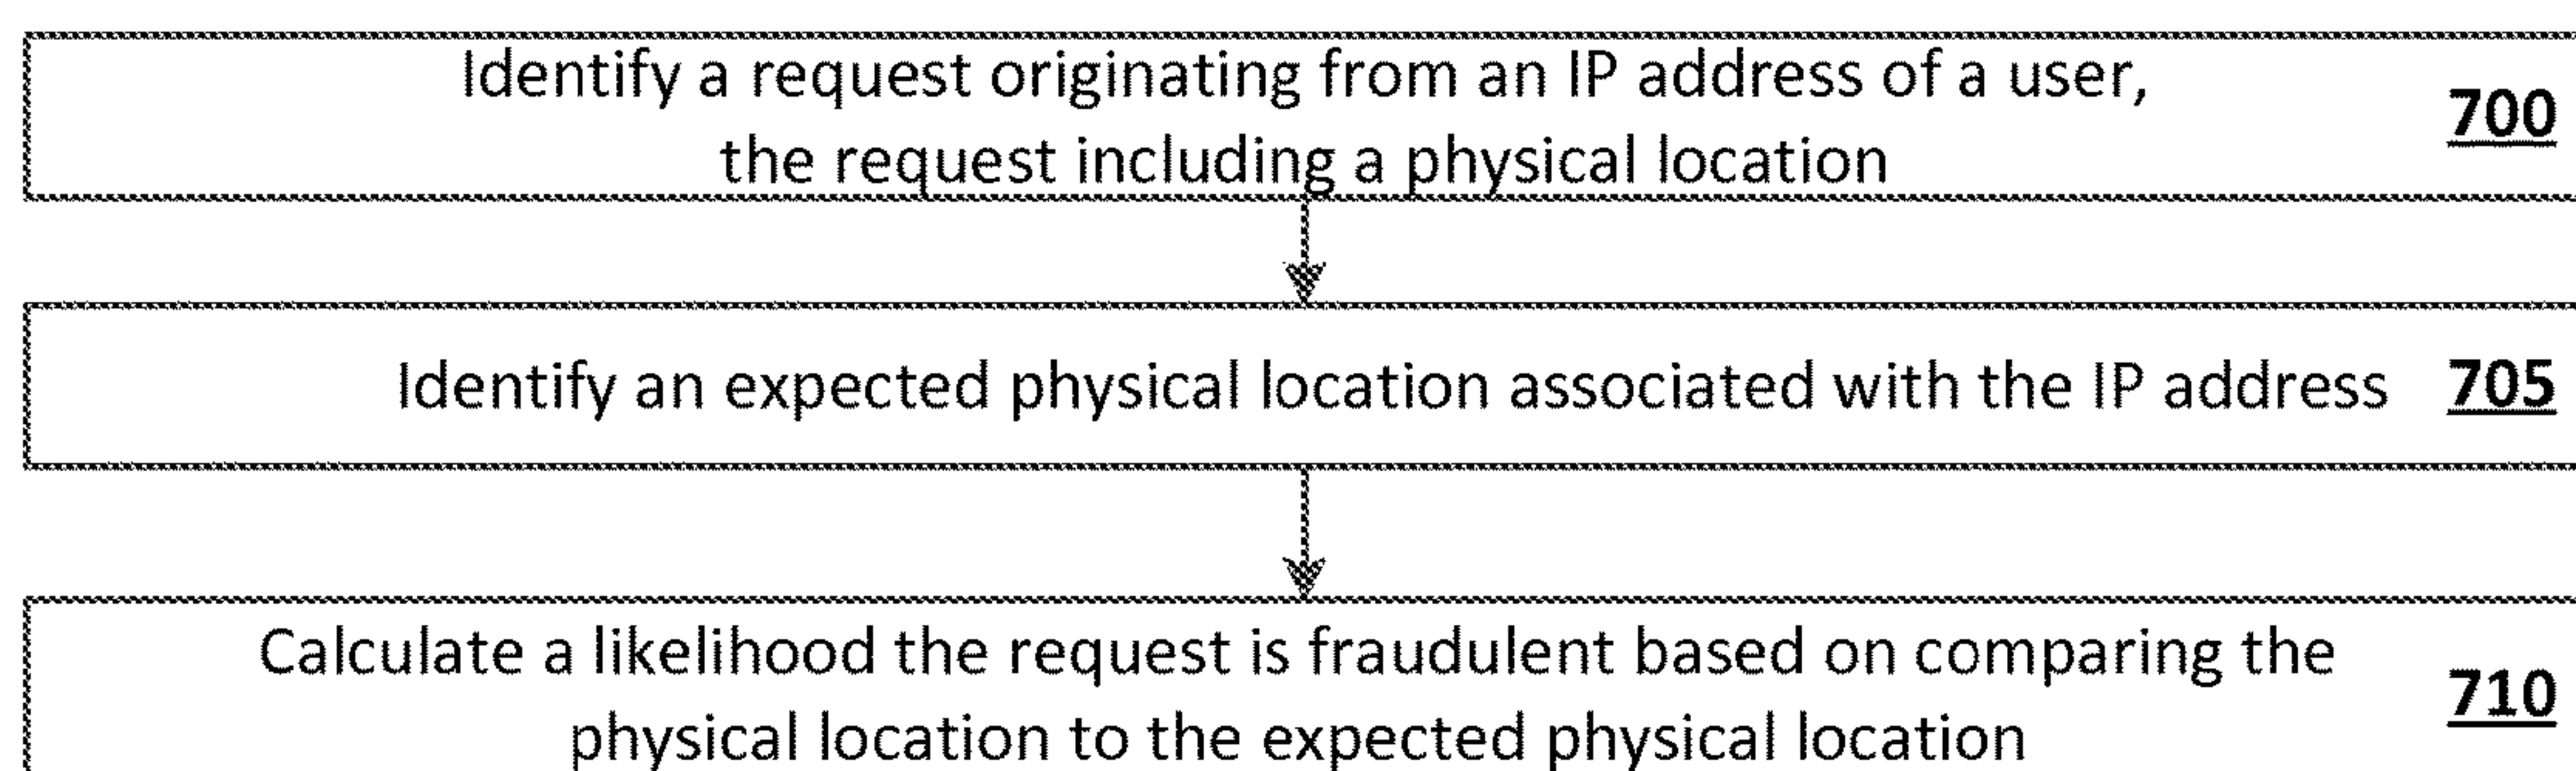 Identify a request originating from an IP address of a user,
the request including a physical location
700
Identify an expected physical location associated with the IP address 705
Calculate a likelihood the request is fraudulent based on comparing the
physical location to the expected physical location
710